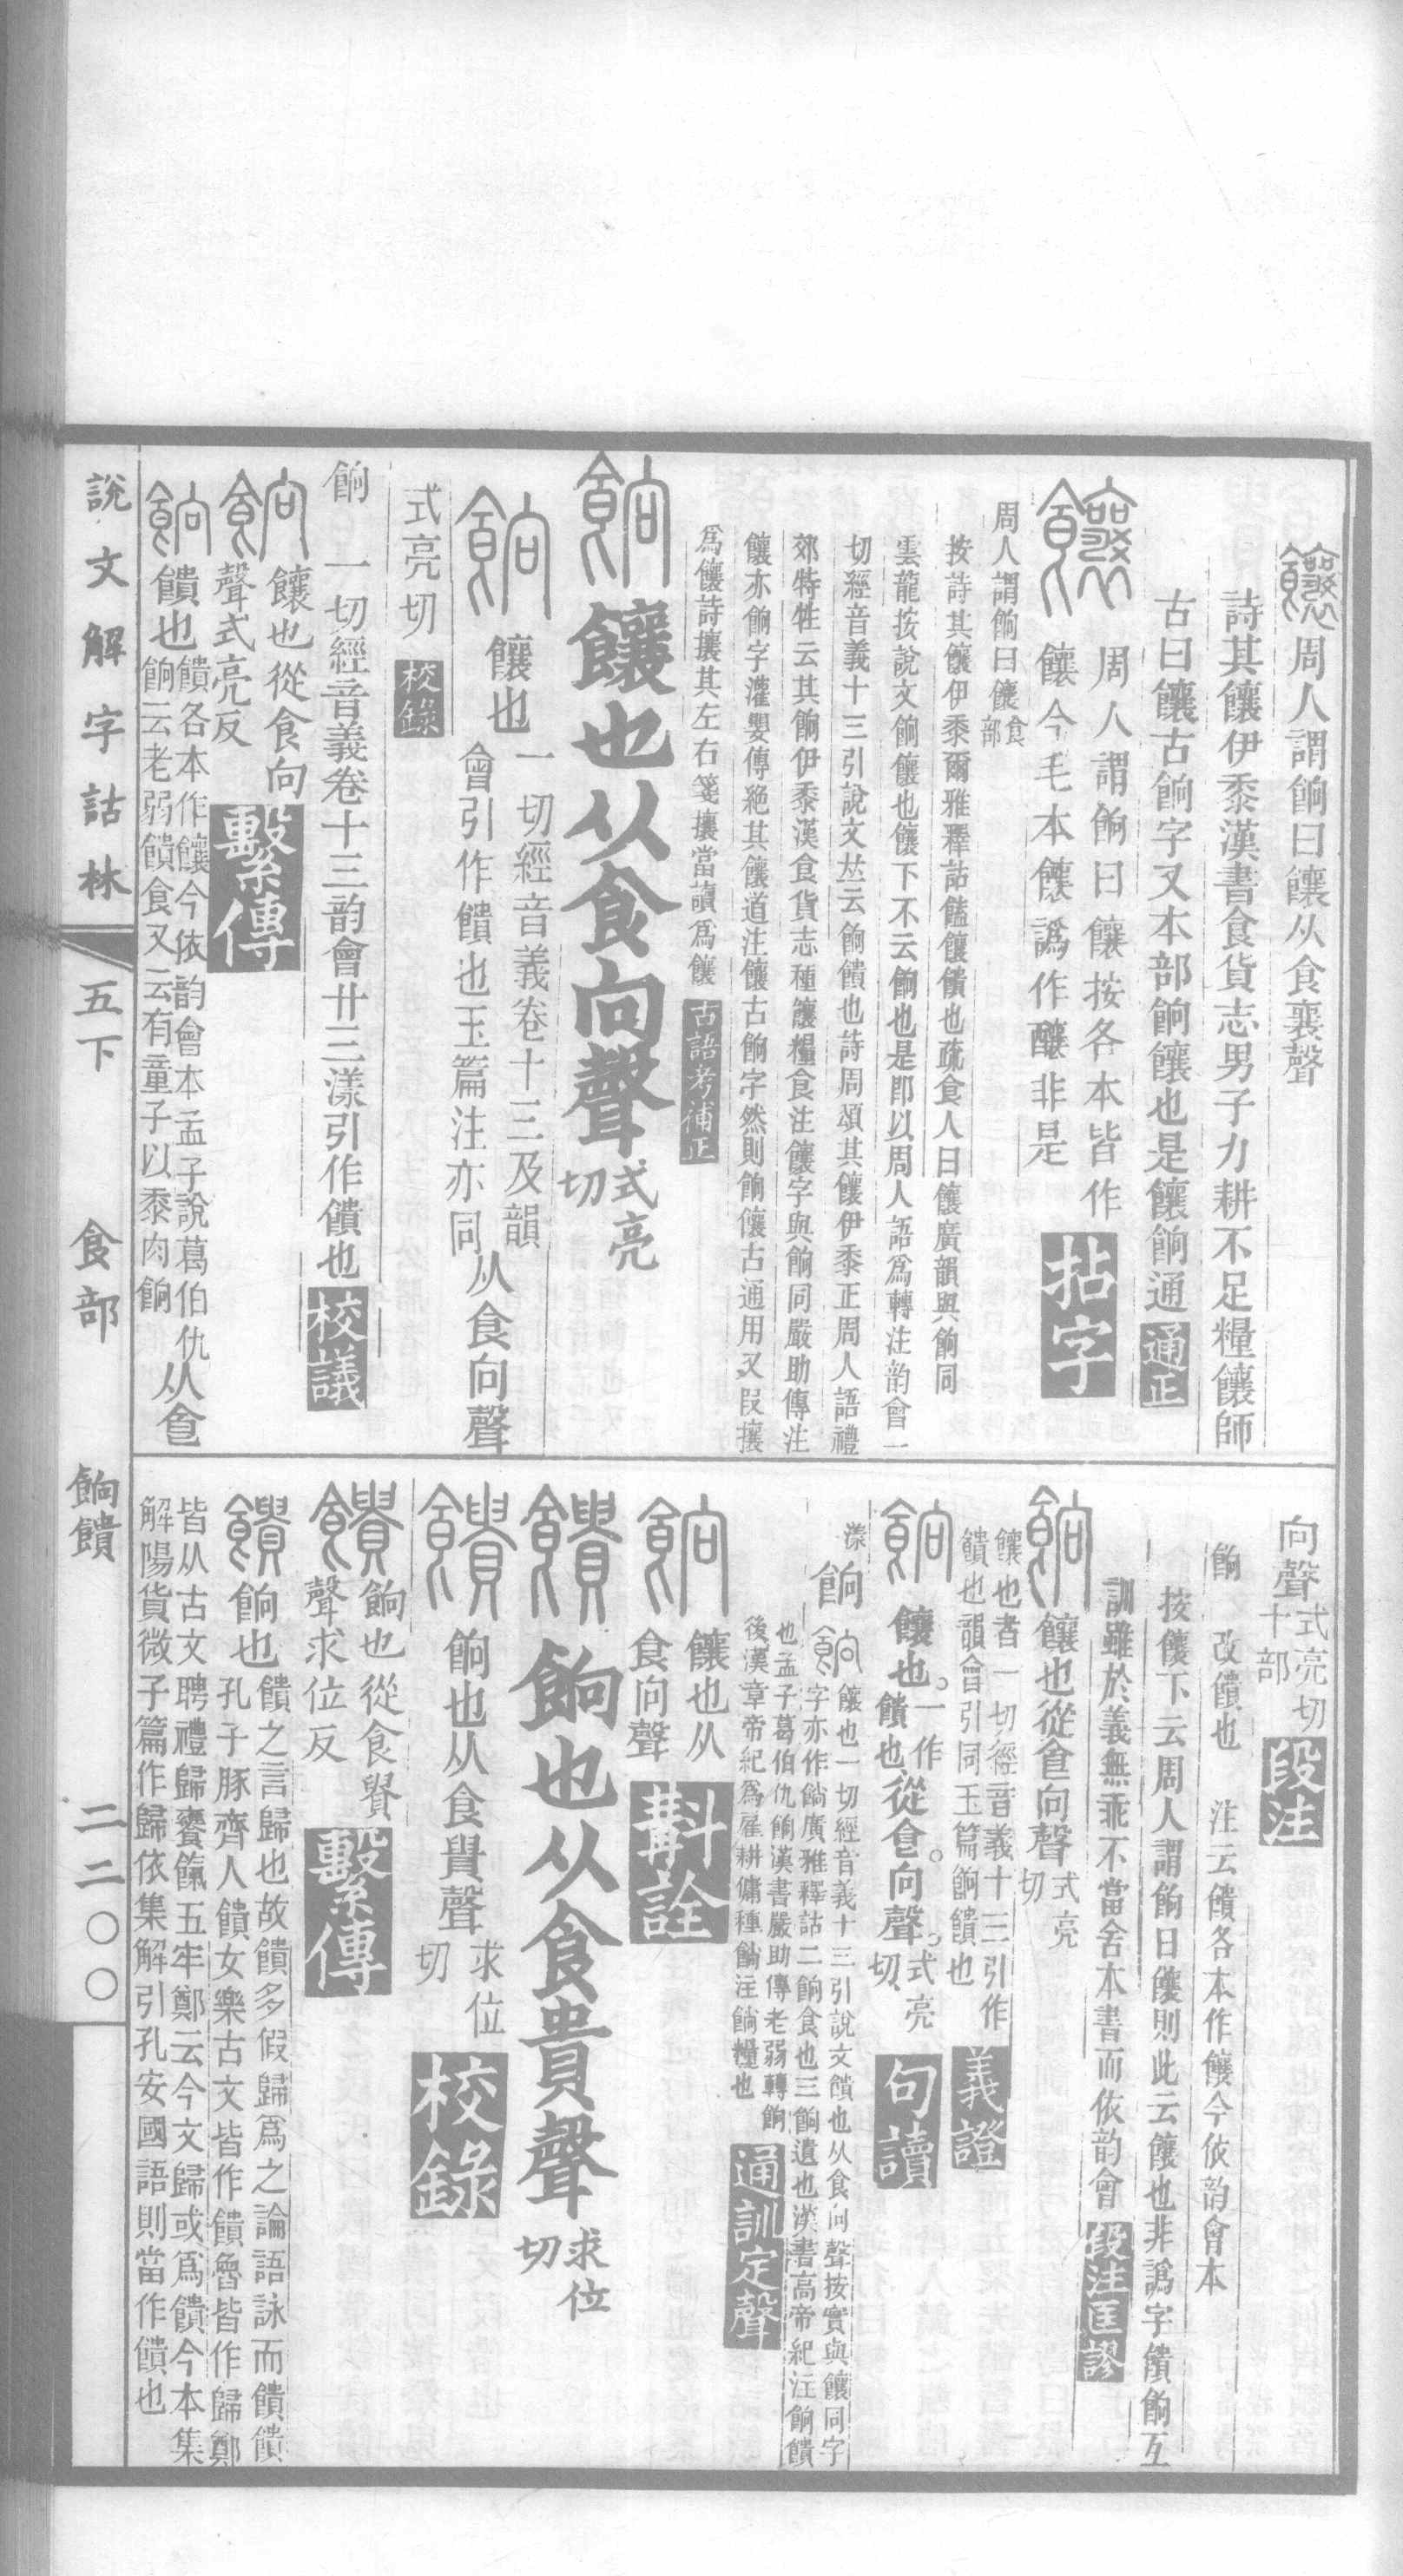 周人謂餉曰饟从食襄聲
詩其饟伊黍漢書食貨志男子力耕不足糧饟師
古曰饟古餉字又本部餉饟也是饟餉通 通正
周人謂餉曰饟按各本皆作
饟今毛本饟譌作釀非是 拈字
周人謂餉曰饟食部
按詩其饟伊黍爾雅釋詁饁饟饋也疏食人曰饟廣韻與餉同
雲龍按說文餉饟也饟下不云餉也是卽以周人語爲轉注韵會一
切經音義十三引說文㚘云餉饋也詩周頌其饟伊黍正周人語禮
郊特牲云其餉伊黍漢食貨志種饟糧食注饟字與餉同嚴助傳注
饟亦餉字灌嬰傳絕其饟道注饟古餉字然則餉饟古通用又叚攘
爲饟詩攘其左右箋攘當讀爲饟 古語考補正
饟也从食向聲 式亮切
饟也 一切經音義卷十三及韻
會引作饋也玉篇注亦同 从食向聲
式亮切 校錄
餉 一切經音義卷十三韵會廿三漾引作饋也 校議
饟也從食向
聲式亮反 繫傳
饋也 饋各本作饟今依韵會本孟子說葛伯仇
餉云老弱饋食又云有童子以黍肉餉 从食
說文解字詁林 五下 食部 餉饋 二二〇〇
向聲 式亮切十部 段注
餉 改饋也 注云饋各本作饟今依韵會本
按饟下云周人謂餉曰饟則此云饟也非譌字饋餉互
訓雖於義無乖不當舍本書而依韵會 段注匡謬
饟也從食向聲 式亮切
饟也者一切經音義十三引作
饋也韻會引同玉篇餉饋也 義證
饟也。一作饋也 從食。向聲。 式亮切 句讀
漾
餉 饟也一切經音義十三引說文饋也从食向聲按實與饟同字
字亦作餉廣雅釋詁二餉食也三餉遺也漢書高帝紀注餉饋
也孟子葛伯仇餉漢書嚴助傳老弱轉餉
後漢章帝紀爲雇耕傭種餉注餉糧也 通訓定聲
饟也从
食向聲 斠詮
餉也从食貴聲 求位切
餉也从食貴聲 求位切 校錄
餉也從食貴
聲求位反 繫傳
餉也 饋之言歸也故饋多假歸爲之論語詠而饋饋
孔子豚齊人饋女樂古文皆作饋魯皆作歸鄭
皆从古文聘禮歸饔餼五牢鄭云今文歸或爲饋今本集
解陽貨微子篇作歸依集解引孔安國語則當作饋也